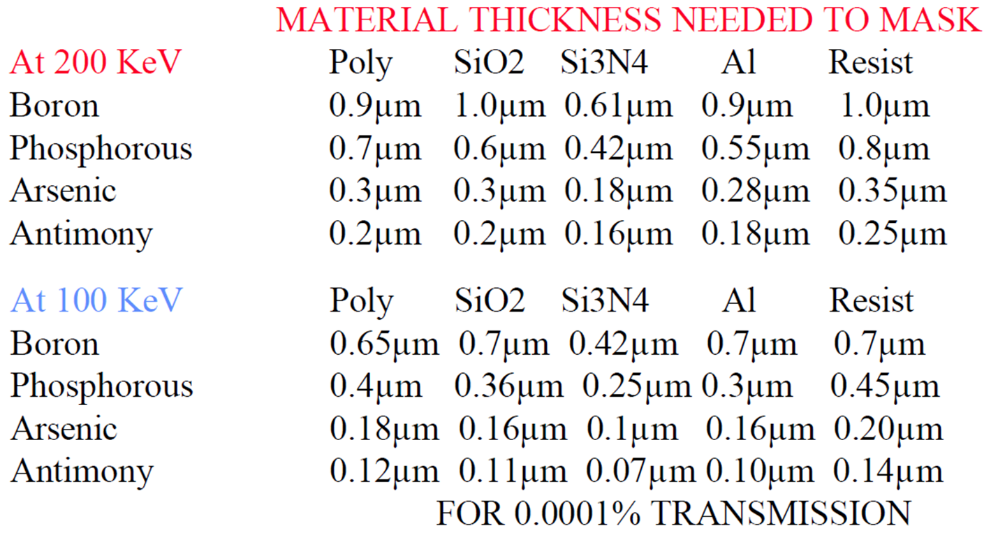 MATERIAL THICKNESS NEEDED TO MASK
At 200 KeV Poly SiO2 Si3N4 Al Resist
Boron 0.9µm 1.0µm 0.61µm 0.9µm 1.0µm
Phosphorous 0.7µm 0.6µm 0.42µm 0.55µm 0.8µm
Arsenic 0.3µm 0.3µm 0.18µm 0.28µm 0.35µm
Antimony 0.2µm 0.2µm 0.16µm 0.18µm 0.25µm
At 100 KeV Poly SiO2 Si3N4 Al Resist
Boron 0.65µm 0.7µm 0.42µm 0.7µm 0.7µm
Phosphorous 0.4µm 0.36µm 0.25µm 0.3µm 0.45µm
Arsenic 0.18µm 0.16µm 0.1µm 0.16µm 0.20µm
Antimony 0.12µm 0.11µm 0.07µm 0.10µm 0.14µm
FOR 0.0001% TRANSMISSION